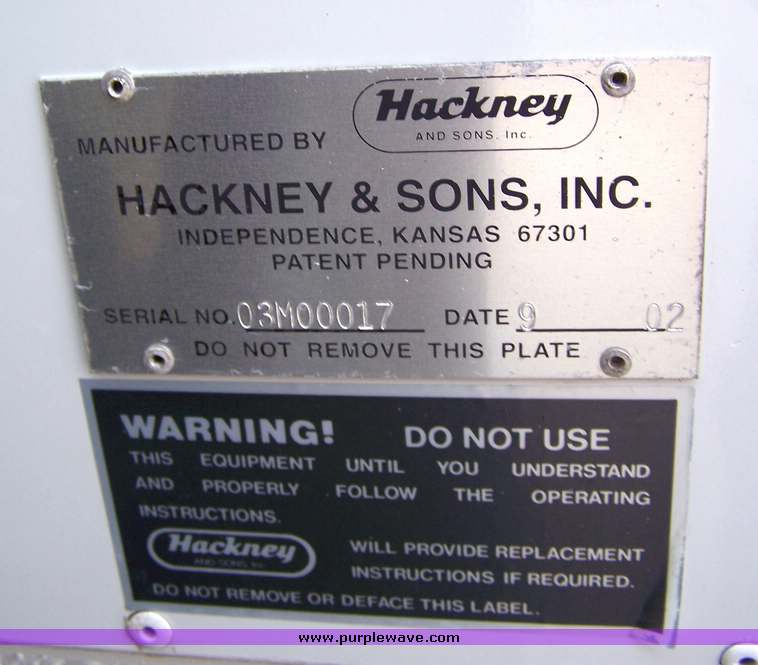 Hackney
AND SONS, Inc.
MANUFACTURED BY
HACKNEY & SONS, INC.
INDEPENDENCE, KANSAS 67301
PATENT PENDING
SERIAL NO. 03M00017 DATE 9 02
DO NOT REMOVE THIS PLATE
WARNING! DO NOT USE
THIS EQUIPMENT UNTIL YOU UNDERSTAND
AND PROPERLY FOLLOW THE OPERATING
INSTRUCTIONS.
Hackney
AND SONS, Inc.
WILL PROVIDE REPLACEMENT
INSTRUCTIONS IF REQUIRED.
DO NOT REMOVE OR DEFACE THIS LABEL.
www.purplewave.com